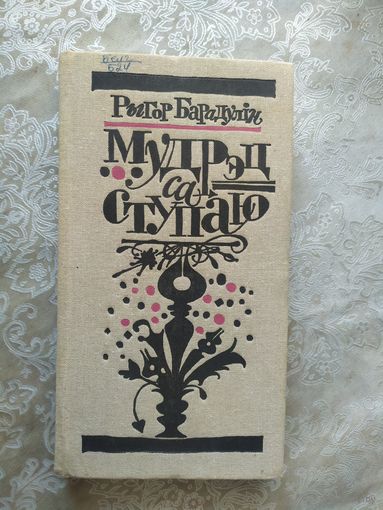 Рыгор Барадулін
Мудрэц
са
ступаю